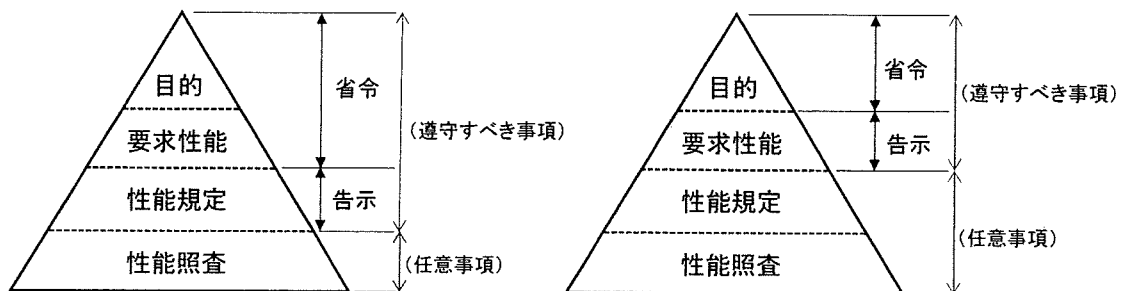 目的
要求性能
性能規定
性能照査
省令
告示
(遵守すべき事項)
(任意事項)
目的
要求性能
性能規定
性能照査
省令
告示
(遵守すべき事項)
(任意事項)